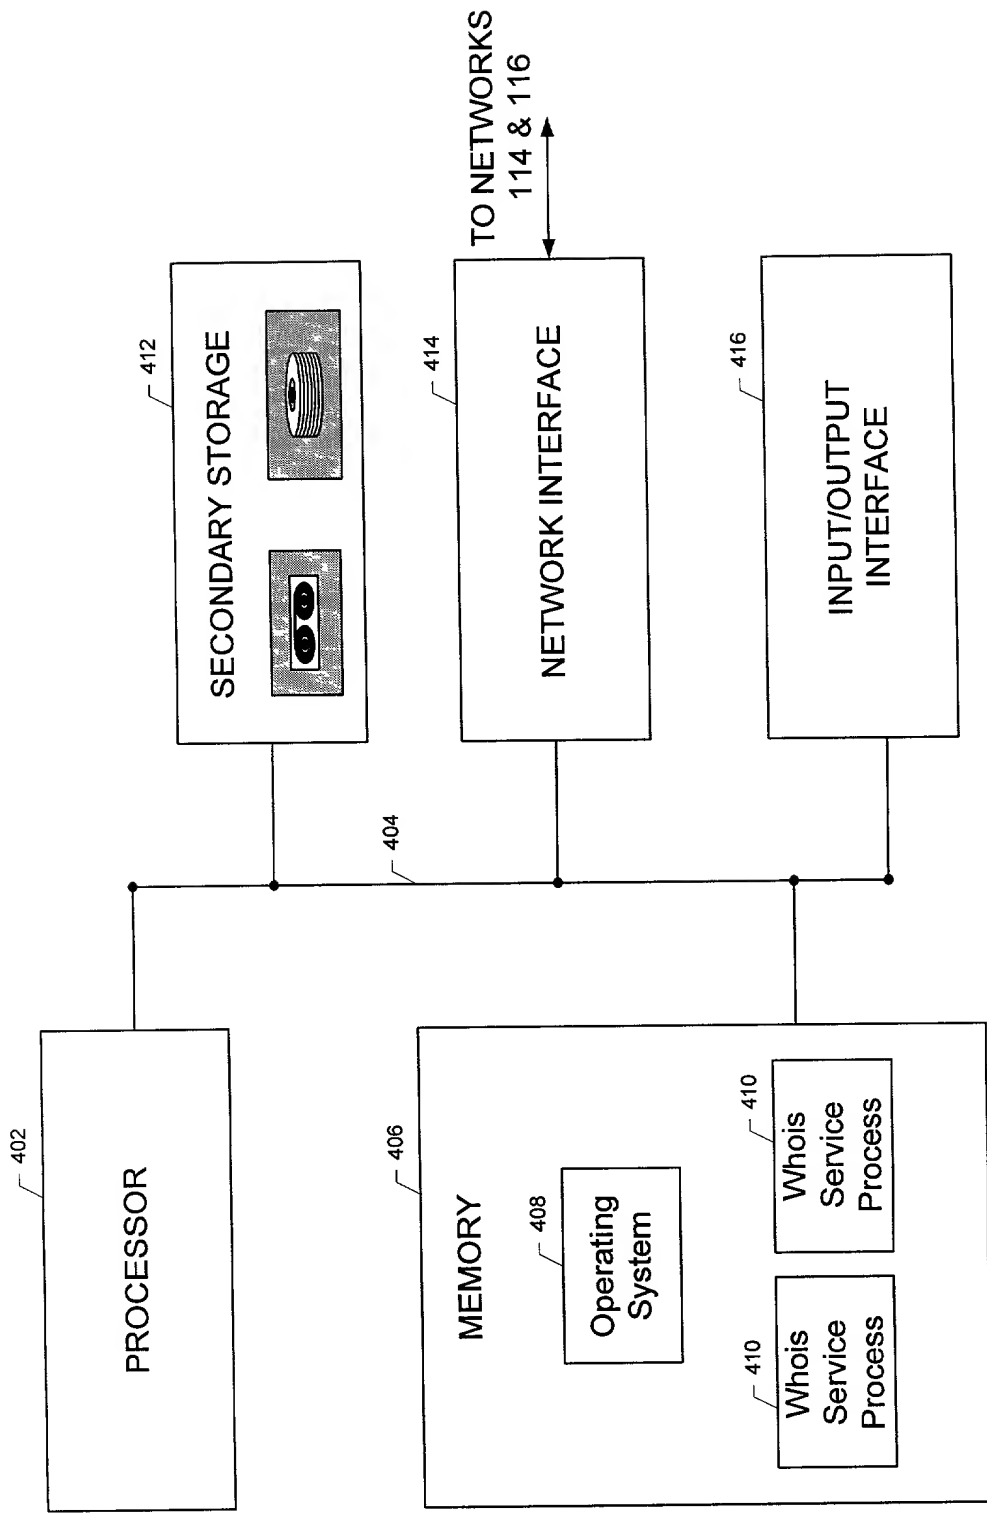 402
PROCESSOR
404
412
SECONDARY STORAGE
406
MEMORY
408
Operating
System
410
Whois
Service
Process
410
Whois
Service
Process
414
NETWORK INTERFACE
TO NETWORKS
114 & 116
416
INPUT/OUTPUT
INTERFACE